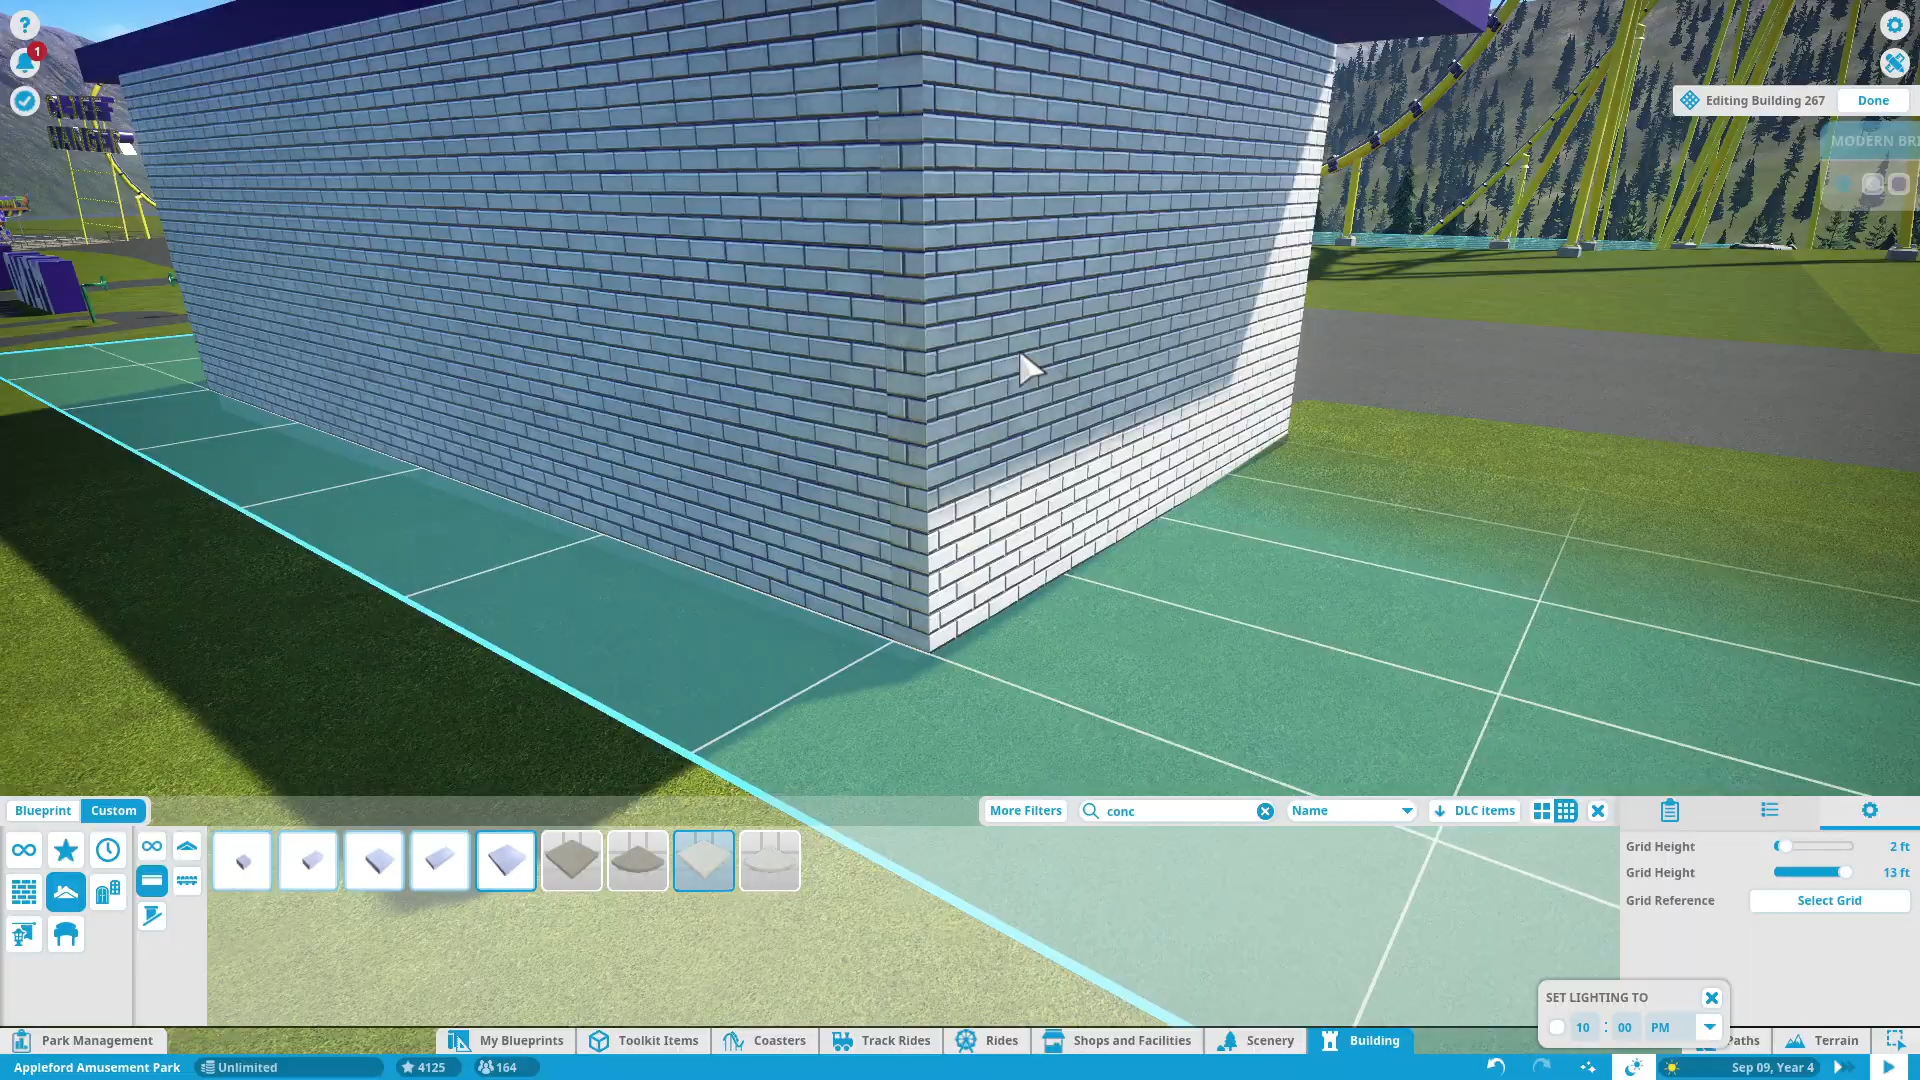 ?
1
CLIFF
HANGER
Editing Building 267
Done
MODERN BRI
Blueprint
Custom
More Filters
conc
Name
DLC items
Grid Height
2 ft
Grid Height
13 ft
Grid Reference
Select Grid
SET LIGHTING TO
10 : 00 PM
Park Management
My Blueprints
Toolkit Items
Coasters
Track Rides
Rides
Shops and Facilities
Scenery
Building
Paths
Terrain
Appleford Amusement Park
Unlimited
4125
164
Sep 09, Year 4